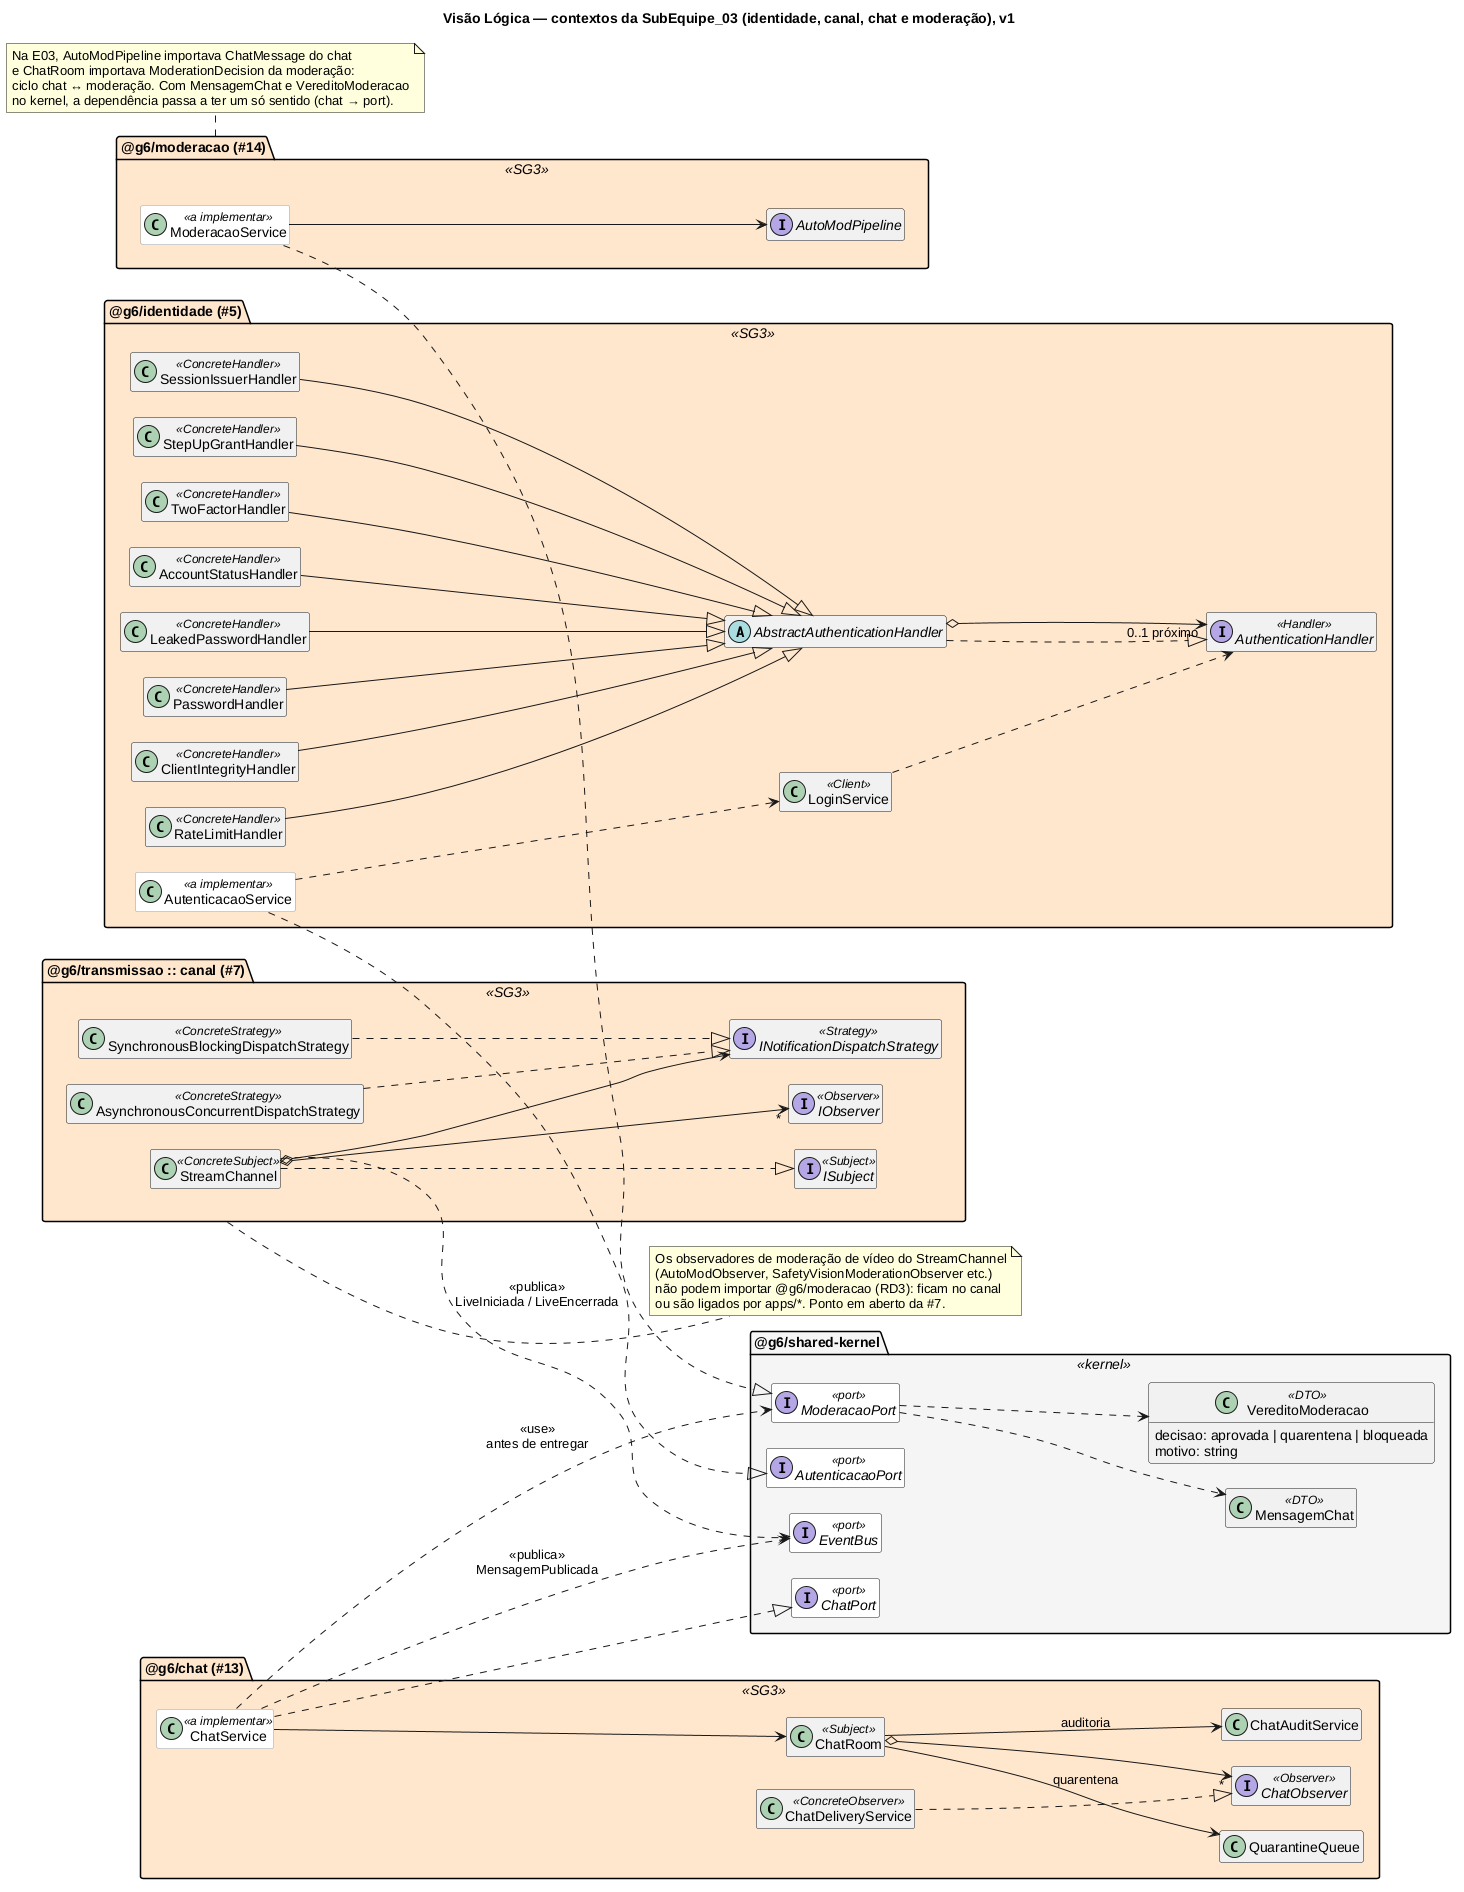 Visão Lógica — contextos da SubEquipe_03 (identidade, canal, chat e moderação), v1
Na E03, AutoModPipeline importava ChatMessage do chat
e ChatRoom importava ModerationDecision da moderação:
ciclo chat ↔ moderação. Com MensagemChat e VereditoModeracao
no kernel, a dependência passa a ter um só sentido (chat → port).
@g6/moderacao (#14)
«SG3»
C
«a implementar»
ModeracaoService
I
AutoModPipeline
@g6/identidade (#5)
«SG3»
C
«ConcreteHandler»
SessionIssuerHandler
C
«ConcreteHandler»
StepUpGrantHandler
C
«ConcreteHandler»
TwoFactorHandler
C
«ConcreteHandler»
AccountStatusHandler
C
«ConcreteHandler»
LeakedPasswordHandler
A
AbstractAuthenticationHandler
0..1 próximo
I
«Handler»
AuthenticationHandler
C
«ConcreteHandler»
PasswordHandler
C
«ConcreteHandler»
ClientIntegrityHandler
C
«Client»
LoginService
C
«ConcreteHandler»
RateLimitHandler
C
«a implementar»
AutenticacaoService
@g6/transmissao :: canal (#7)
«SG3»
C
«ConcreteStrategy»
SynchronousBlockingDispatchStrategy
I
«Strategy»
INotificationDispatchStrategy
C
«ConcreteStrategy»
AsynchronousConcurrentDispatchStrategy
*
I
«Observer»
IObserver
C
«ConcreteSubject»
StreamChannel
I
«Subject»
ISubject
Os observadores de moderação de vídeo do StreamChannel
(AutoModObserver, SafetyVisionModerationObserver etc.)
não podem importar @g6/moderacao (RD3): ficam no canal
ou são ligados por apps/*. Ponto em aberto da #7.
«publica»
LiveIniciada / LiveEncerrada
@g6/shared-kernel
«kernel»
I
«port»
ModeracaoPort
C
«DTO»
VereditoModeracao
decisao: aprovada | quarentena | bloqueada
motivo: string
«use»
antes de entregar
I
«port»
AutenticacaoPort
C
«DTO»
MensagemChat
I
«port»
EventBus
«publica»
MensagemPublicada
I
«port»
ChatPort
@g6/chat (#13)
«SG3»
C
«a implementar»
ChatService
C
«Subject»
ChatRoom
auditoria
C
ChatAuditService
quarentena
*
I
«Observer»
ChatObserver
C
«ConcreteObserver»
ChatDeliveryService
C
QuarantineQueue